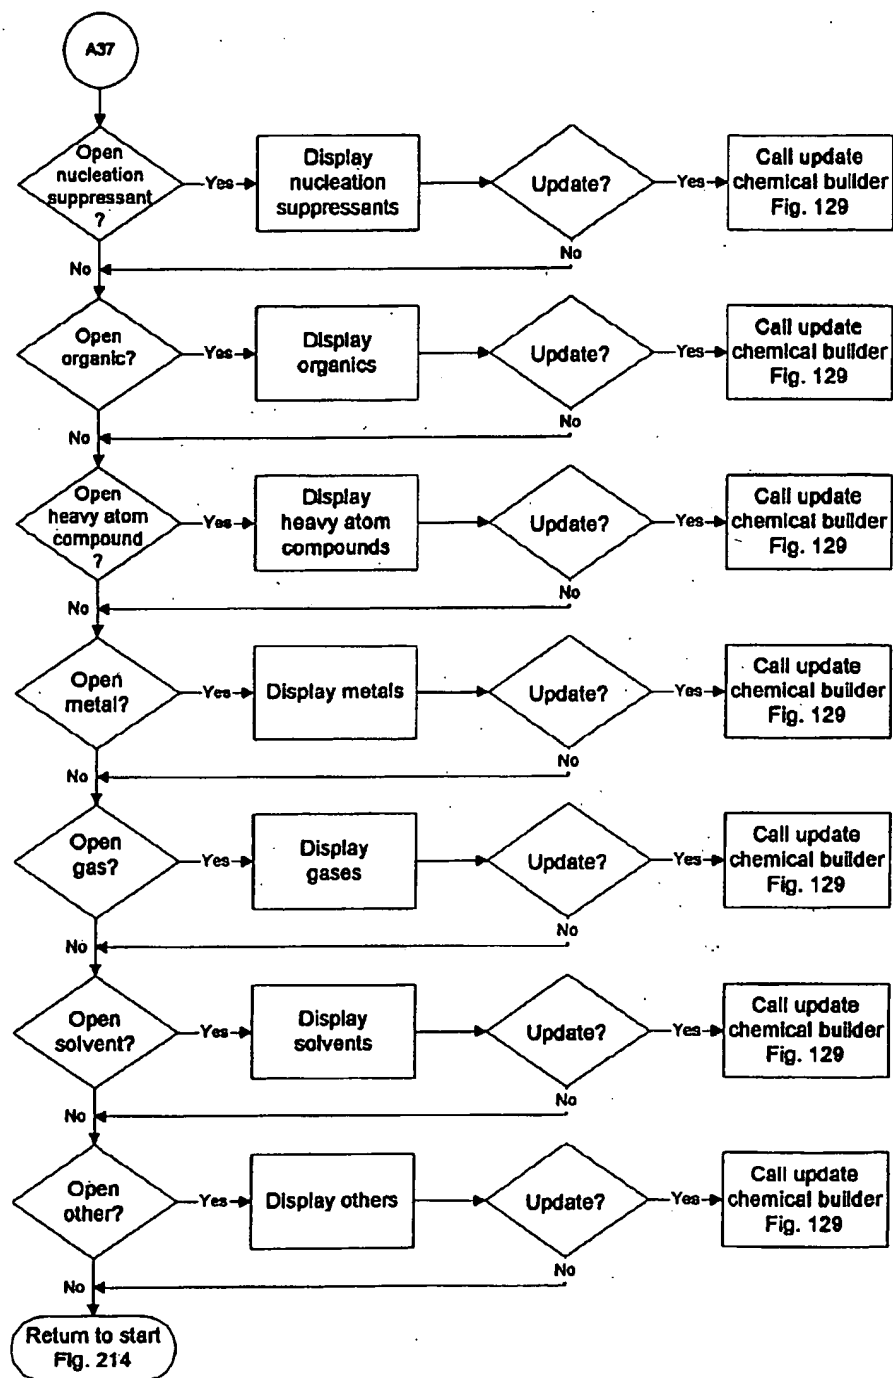 A37
Open
nucleation
suppressant
?
Yes
Display
nucleation
suppressants
Update?
Yes
Call update
chemical builder
Fig. 129
No
No
Open
organic?
Yes
Display
organics
Update?
Yes
Call update
chemical builder
Fig. 129
No
No
Open
heavy atom
compound
?
Yes
Display
heavy atom
compounds
Update?
Yes
Call update
chemical builder
Fig. 129
No
No
Open
metal?
Yes
Display metals
Update?
Yes
Call update
chemical builder
Fig. 129
No
No
Open
gas?
Yes
Display
gases
Update?
Yes
Call update
chemical builder
Fig. 129
No
No
Open
solvent?
Yes
Display
solvents
Update?
Yes
Call update
chemical builder
Fig. 129
No
No
Open
other?
Yes
Display others
Update?
Yes
Call update
chemical builder
Fig. 129
No
No
Return to start
Fig. 214